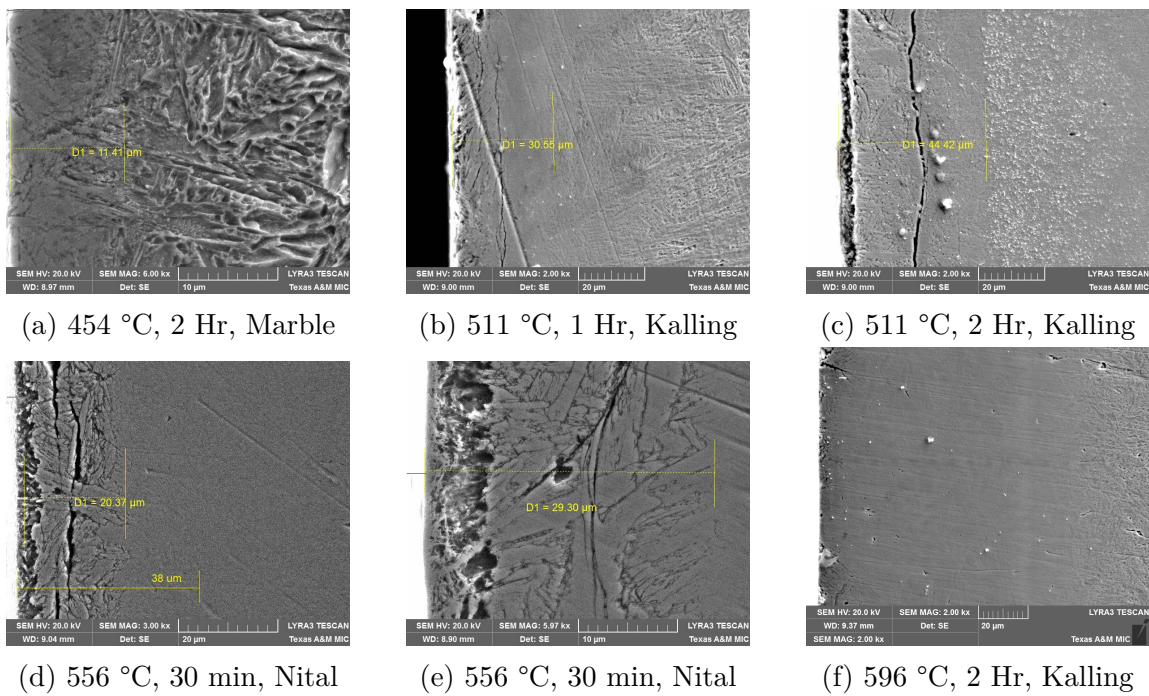 D1 = 11.41 µm
SEM HV: 20.0 kV SEM MAG: 6.00 kx LYRA3 TESCAN
WD: 8.97 mm Det: SE 10 µm Texas A&M MIC
(a) 454 °C, 2 Hr, Marble
D1 = 30.55 µm
SEM HV: 20.0 kV SEM MAG: 2.00 kx LYRA3 TESCAN
WD: 9.00 mm Det: SE 20 µm Texas A&M MIC
(b) 511 °C, 1 Hr, Kalling
D1 = 44.42 µm
SEM HV: 20.0 kV SEM MAG: 2.00 kx LYRA3 TESCAN
WD: 9.00 mm Det: SE 20 µm Texas A&M MIC
(c) 511 °C, 2 Hr, Kalling
D1 = 20.37 µm
38 um
SEM HV: 20.0 kV SEM MAG: 3.00 kx LYRA3 TESCAN
WD: 9.04 mm Det: SE 20 µm Texas A&M MIC
(d) 556 °C, 30 min, Nital
D1 = 29.30 µm
SEM HV: 20.0 kV SEM MAG: 5.97 kx LYRA3 TESCAN
WD: 8.90 mm Det: SE 10 µm Texas A&M MIC
(e) 556 °C, 30 min, Nital
SEM HV: 20.0 kV SEM MAG: 2.00 kx LYRA3 TESCAN
WD: 9.37 mm Det: SE 20 µm
SEM MAG: 2.00 kx Texas A&M MIC
(f) 596 °C, 2 Hr, Kalling